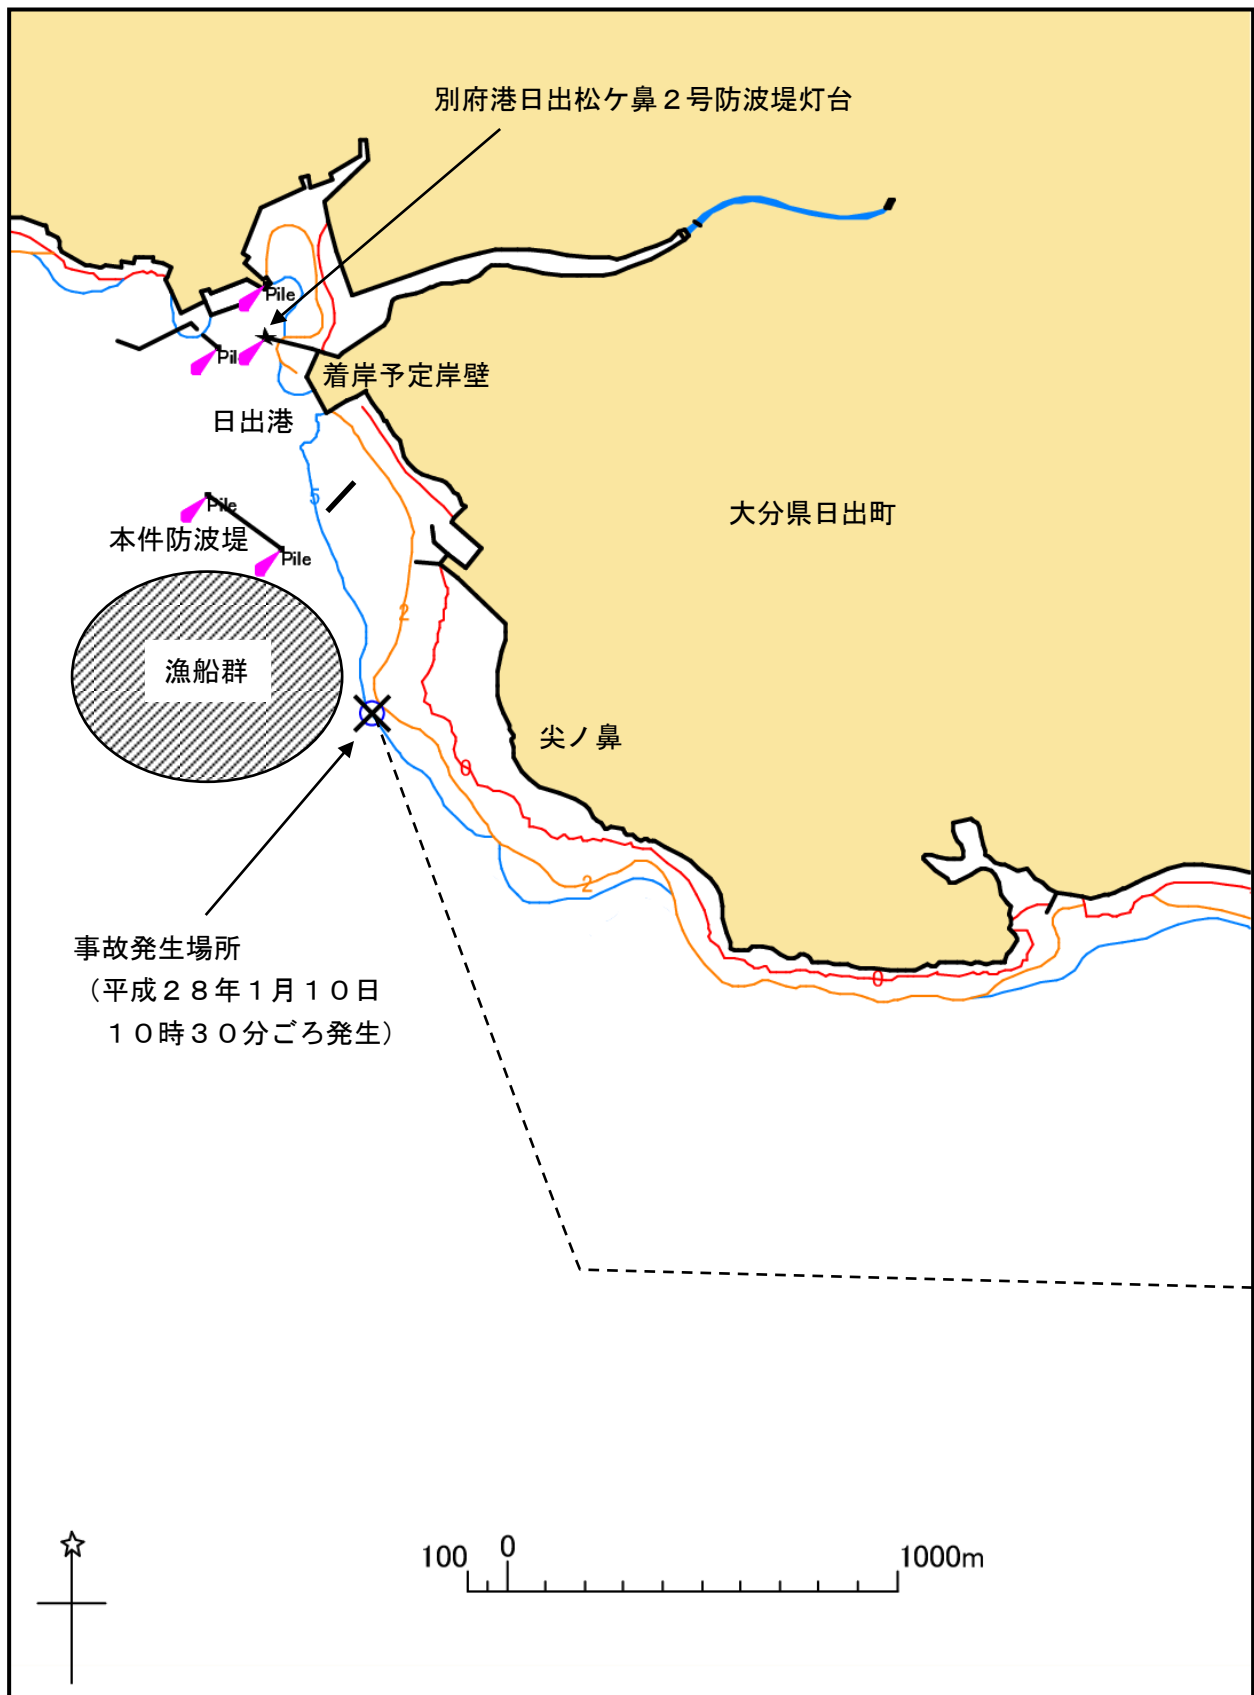 別府港日出松ケ鼻２号防波堤灯台
Pile
Pil
着岸予定岸壁
日出港
5
Pile
本件防波堤
Pile
大分県日出町
2
漁船群
尖ノ鼻
0
2
事故発生場所
（平成２８年１月１０日
１０時３０分ごろ発生）
0
100 0 1000m